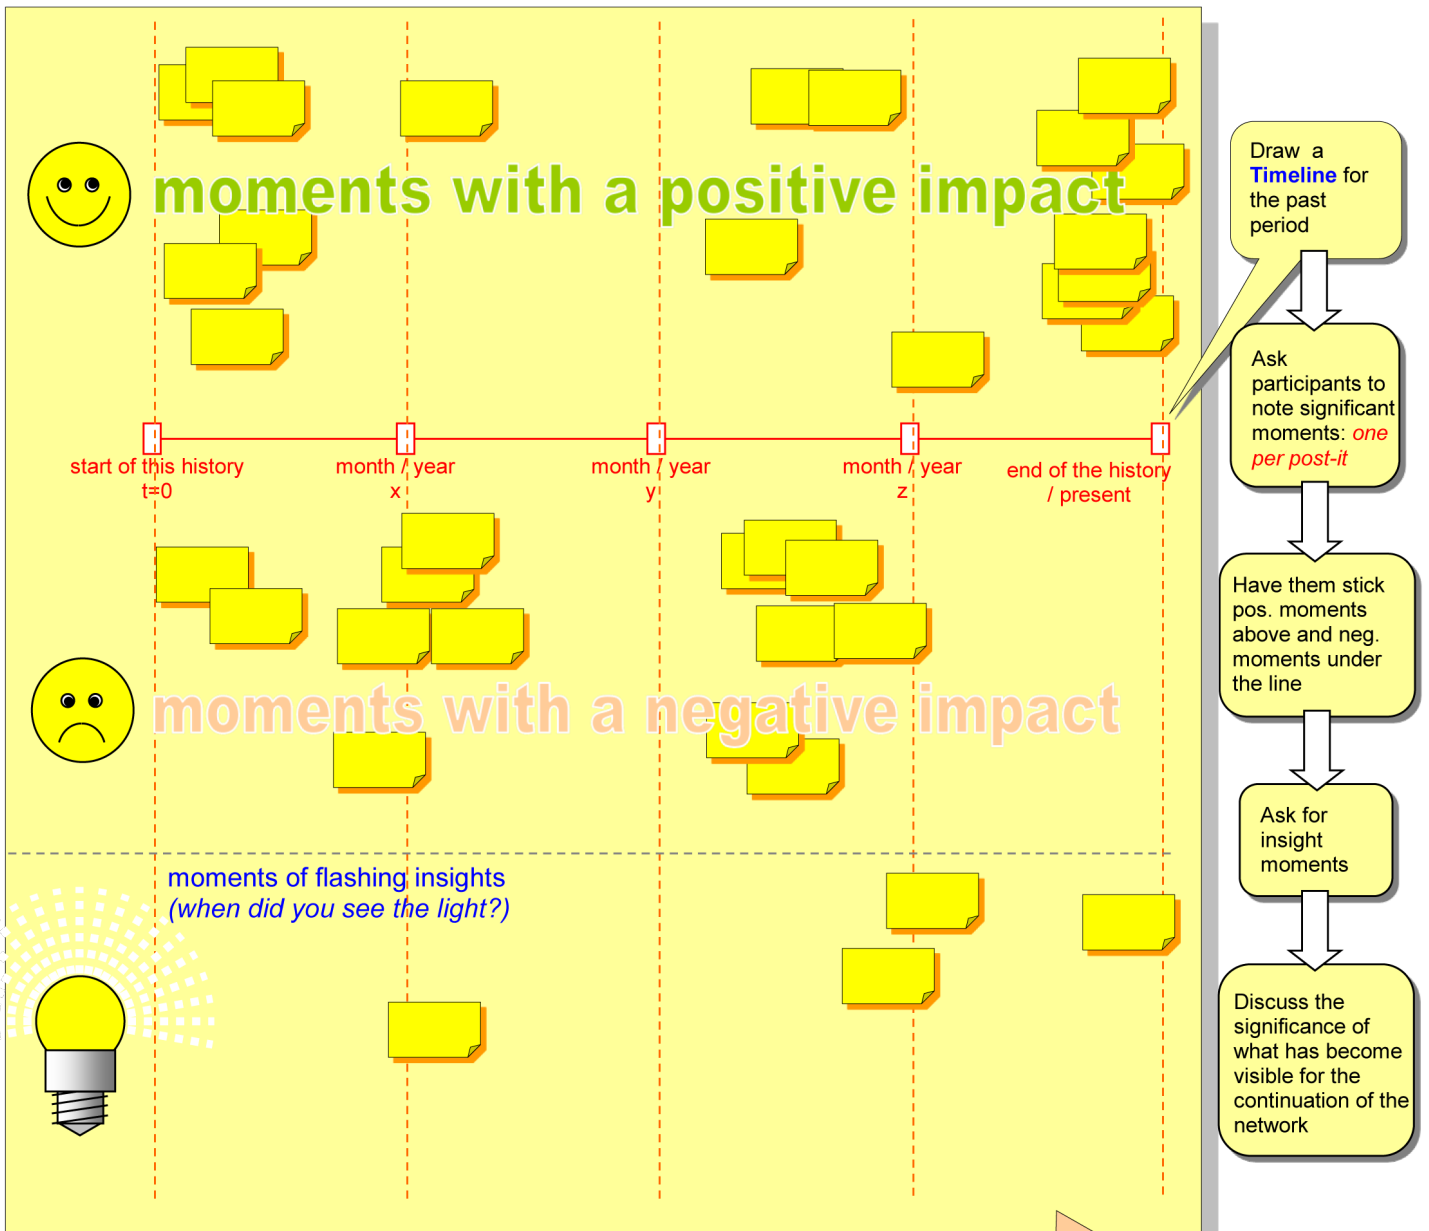 moments with a positive impact
start of this history
t=0
month / year
x
month / year
y
month / year
z
end of the history
/ present
moments with a negative impact
moments of flashing insights
(when did you see the light?)
Draw a
Timeline for
the past
period
Ask
participants to
note significant
moments: one
per post-it
Have them stick
pos. moments
above and neg.
moments under
the line
Ask for
insight
moments
Discuss the
significance of
what has become
visible for the
continuation of the
network